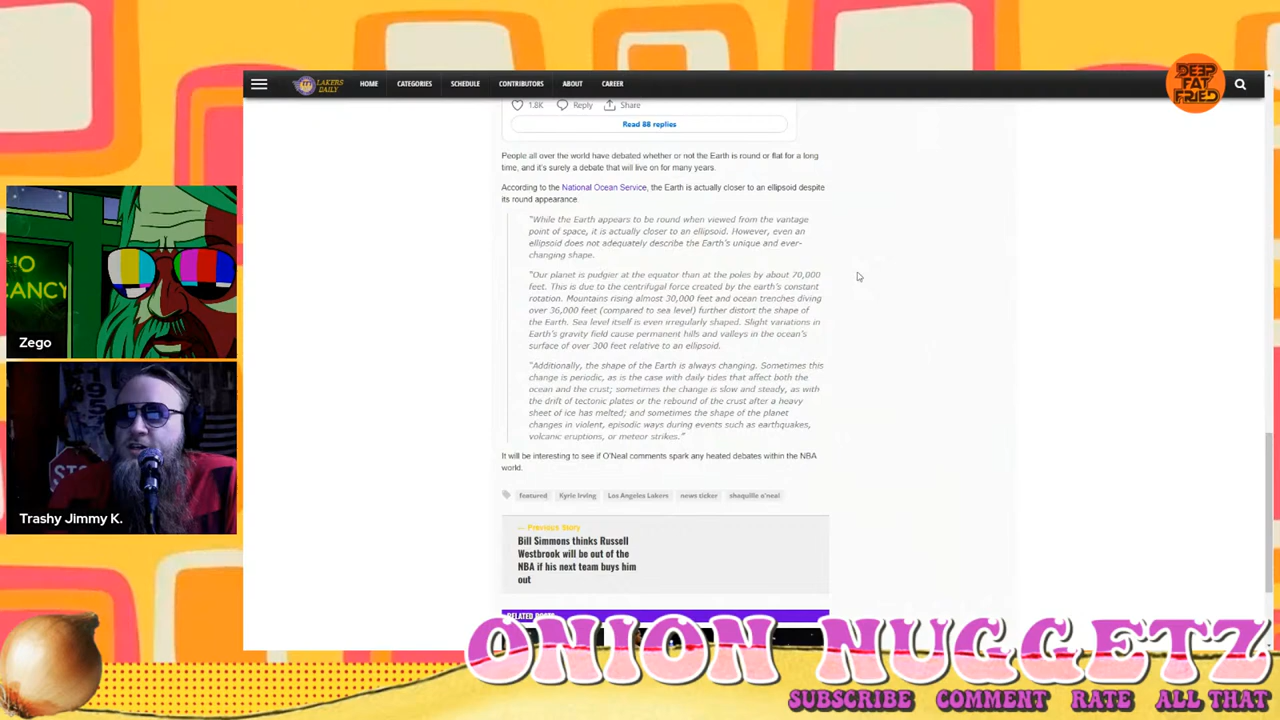 LAKERS
DAILY
HOME
CATEGORIES
SCHEDULE
CONTRIBUTORS
ABOUT
CAREER
DEEP
FAT
FRIED
1.8K
Reply
Share
Read 88 replies
People all over the world have debated whether or not the Earth is round or flat for a long
time, and it's surely a debate that will live on for many years.
According to the National Ocean Service, the Earth is actually closer to an ellipsoid despite
its round appearance.
"While the Earth appears to be round when viewed from the vantage
point of space, it is actually closer to an ellipsoid. However, even an
ellipsoid does not adequately describe the Earth's unique and ever-
changing shape.
"Our planet is pudgier at the equator than at the poles by about 70,000
feet. This is due to the centrifugal force created by the earth's constant
rotation. Mountains rising almost 30,000 feet and ocean trenches diving
over 36,000 feet (compared to sea level) further distort the shape of
the Earth. Sea level itself is even irregularly shaped. Slight variations in
Earth's gravity field cause permanent hills and valleys in the ocean's
surface of over 300 feet relative to an ellipsoid.
"Additionally, the shape of the Earth is always changing. Sometimes this
change is periodic, as is the case with daily tides that affect both the
ocean and the crust; sometimes the change is slow and steady, as with
the drift of tectonic plates or the rebound of the crust after a heavy
sheet of ice has melted; and sometimes the shape of the planet
changes in violent, episodic ways during events such as earthquakes,
volcanic eruptions, or meteor strikes."
It will be interesting to see if O'Neal comments spark any heated debates within the NBA
world.
featured
Kyrie Irving
Los Angeles Lakers
news ticker
shaquille o'neal
← Previous Story
Bill Simmons thinks Russell
Westbrook will be out of the
NBA if his next team buys him
out
RELATED POSTS
Zego
STOP
Trashy Jimmy K.
ONION NUGGETZ
SUBSCRIBE COMMENT RATE ALL THAT